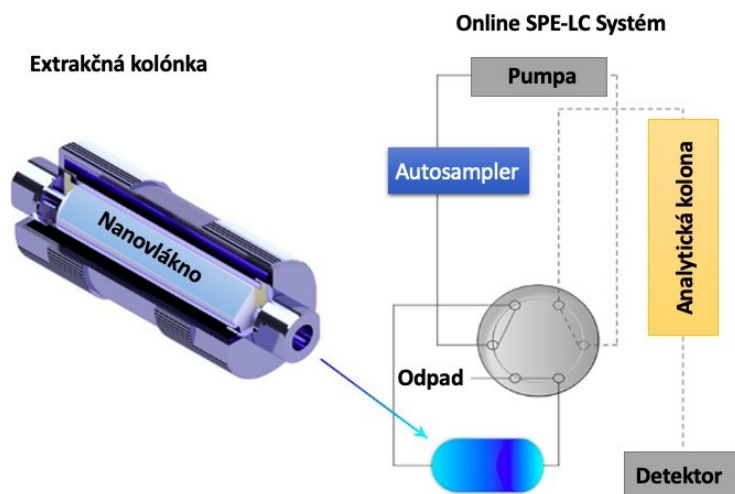 Online SPE-LC Systém
Extrakčná kolónka
Pumpa
Autosampler
Analytická kolona
Nanovlákno
Odpad
Detektor